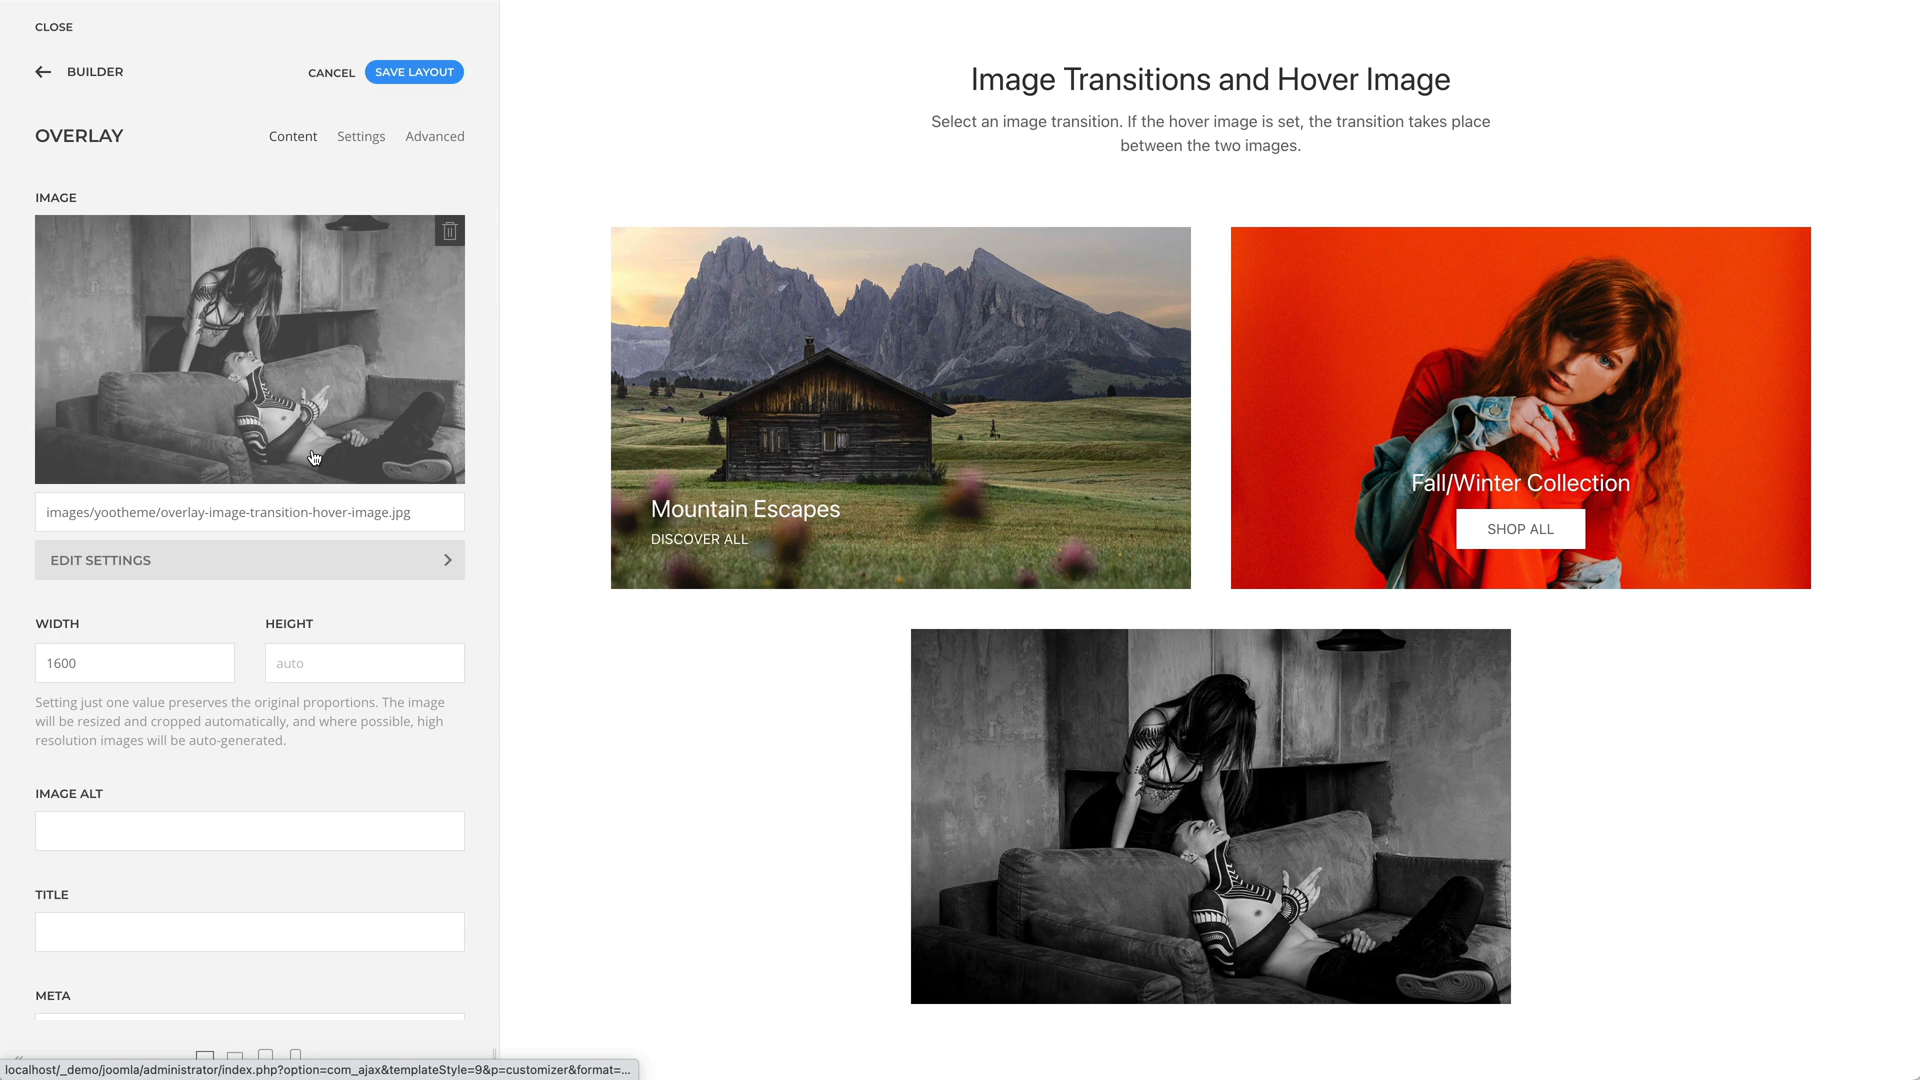 CLOSE
BUILDER
CANCEL
SAVE LAYOUT
OVERLAY
Content
Settings
Advanced
IMAGE
images/yootheme/overlay-image-transition-hover-image.jpg
EDIT SETTINGS
WIDTH
HEIGHT
1600
auto
Setting just one value preserves the original proportions. The image
will be resized and cropped automatically, and where possible, high
resolution images will be auto-generated.
IMAGE ALT
TITLE
META
localhost/_demo/joomla/administrator/index.php?option=com_ajax&templateStyle=9&p=customizer&format=...
Image Transitions and Hover Image
Select an image transition. If the hover image is set, the transition takes place
between the two images.
Mountain Escapes
DISCOVER ALL
Fall/Winter Collection
SHOP ALL